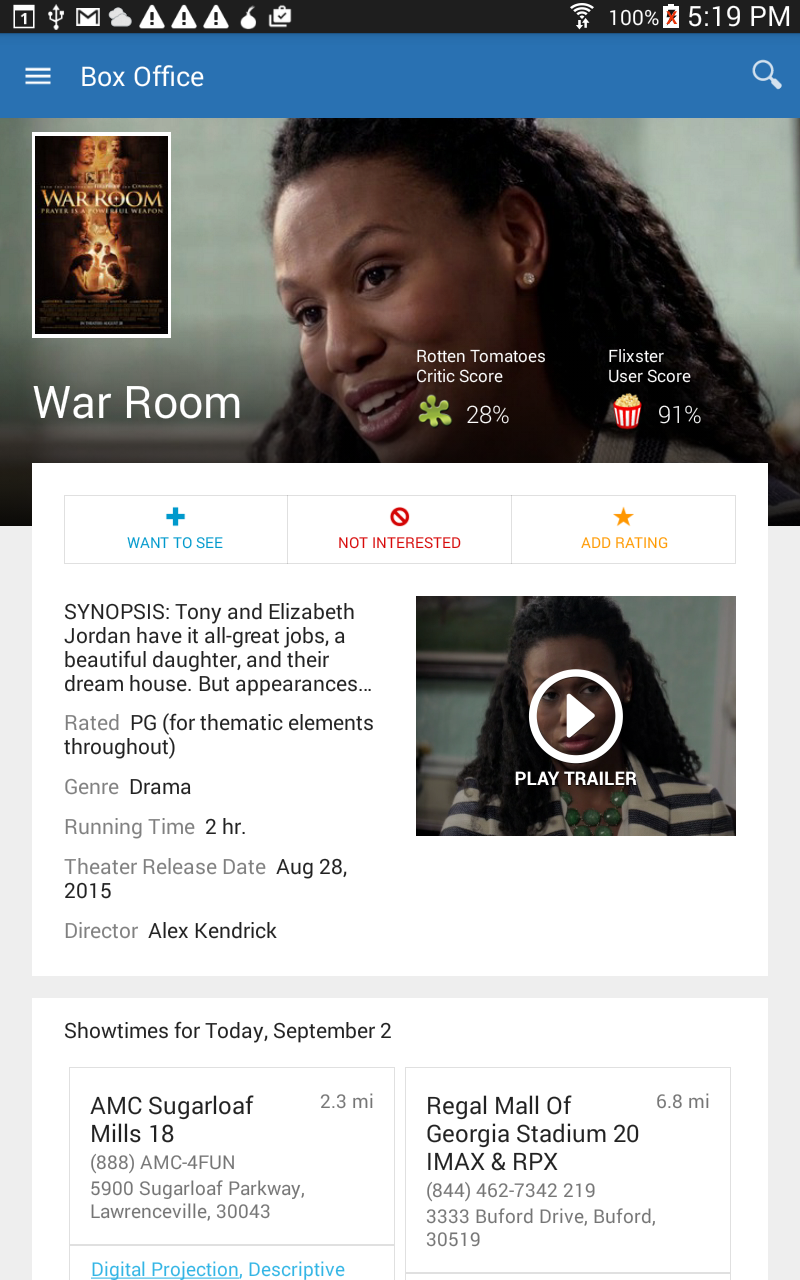 1
100%
5:19 PM
Box Office
WAR ROOM
PRAYER IS A POWERFUL WEAPON
War Room
Rotten Tomatoes
Critic Score
28%
Flixster
User Score
91%
WANT TO SEE
NOT INTERESTED
ADD RATING
SYNOPSIS: Tony and Elizabeth
Jordan have it all-great jobs, a
beautiful daughter, and their
dream house. But appearances...
Rated PG (for thematic elements
throughout)
Genre Drama
Running Time 2 hr.
Theater Release Date Aug 28,
2015
Director Alex Kendrick
PLAY TRAILER
Showtimes for Today, September 2
AMC Sugarloaf
Mills 18
2.3 mi
(888) AMC-4FUN
5900 Sugarloaf Parkway,
Lawrenceville, 30043
Digital Projection, Descriptive
Regal Mall Of
Georgia Stadium 20
IMAX & RPX
6.8 mi
(844) 462-7342 219
3333 Buford Drive, Buford,
30519